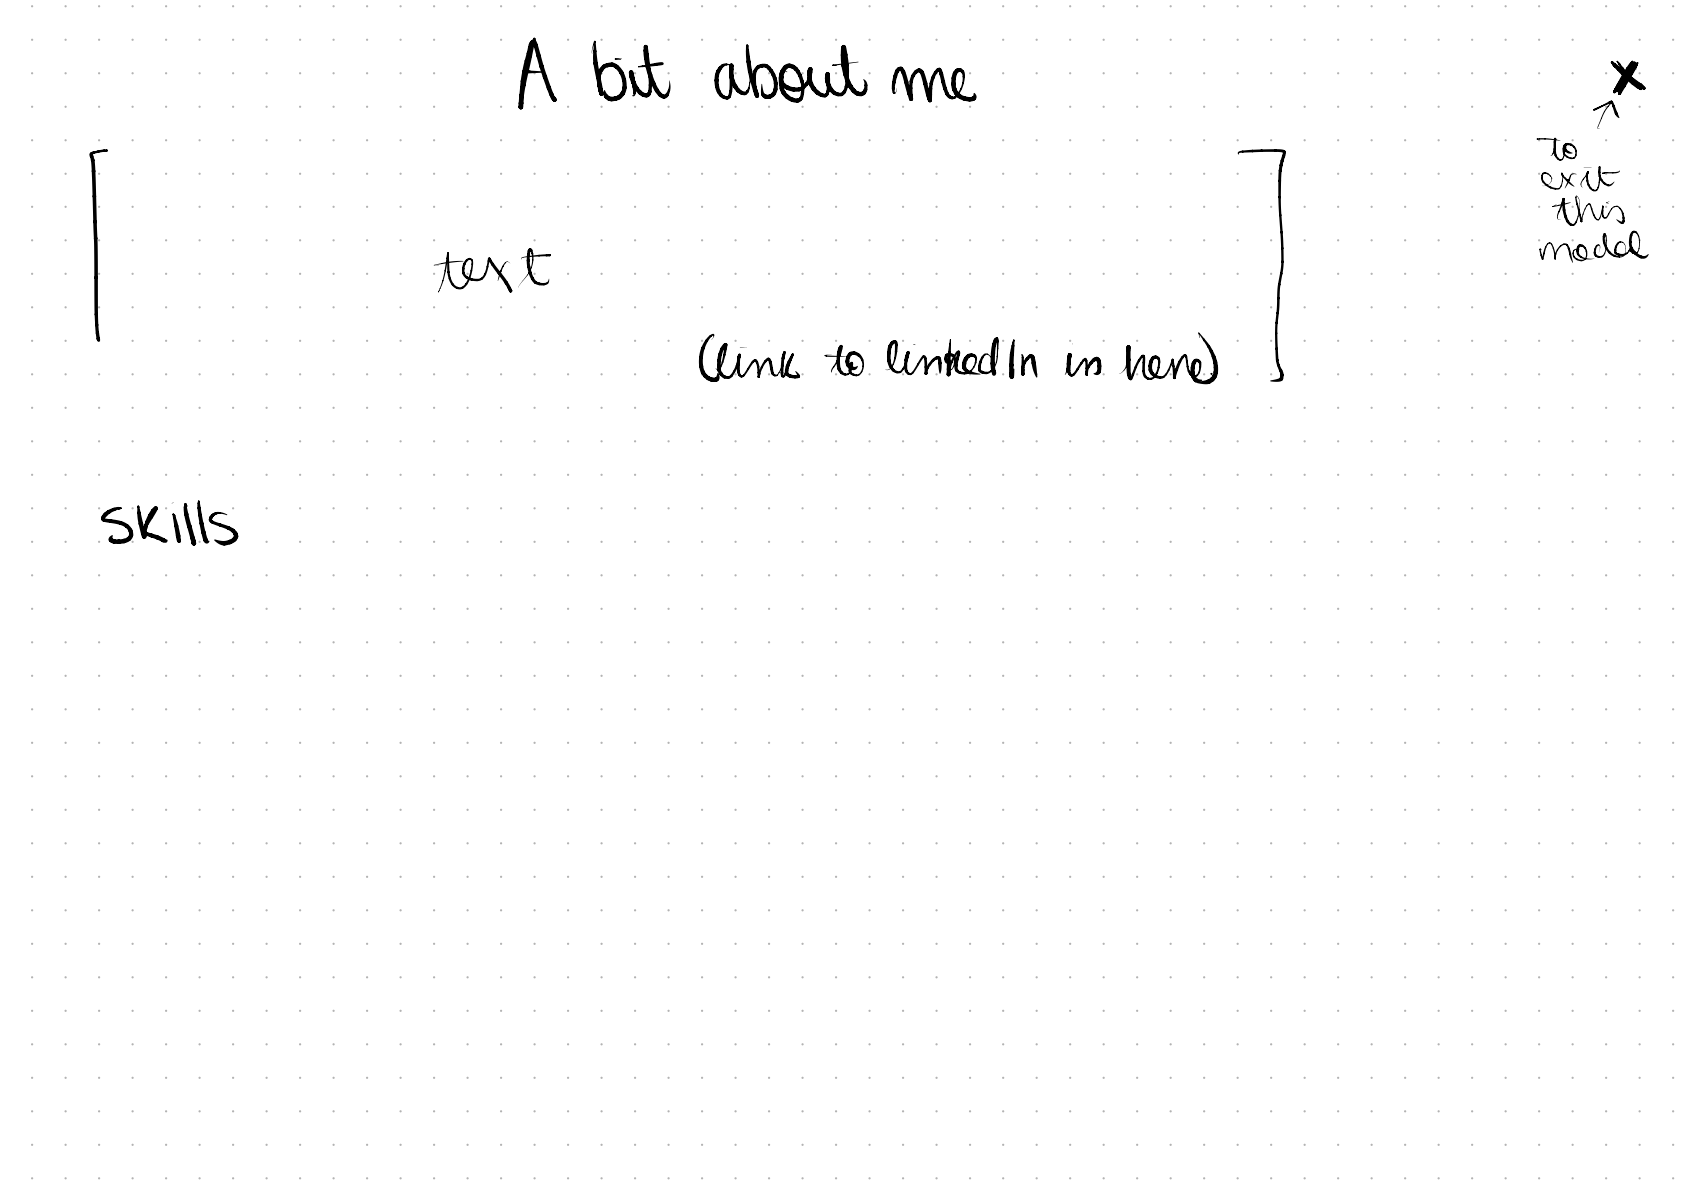 A bit about me
X
to
exit
this
modal
text
(link to linkedIn in here)
skills